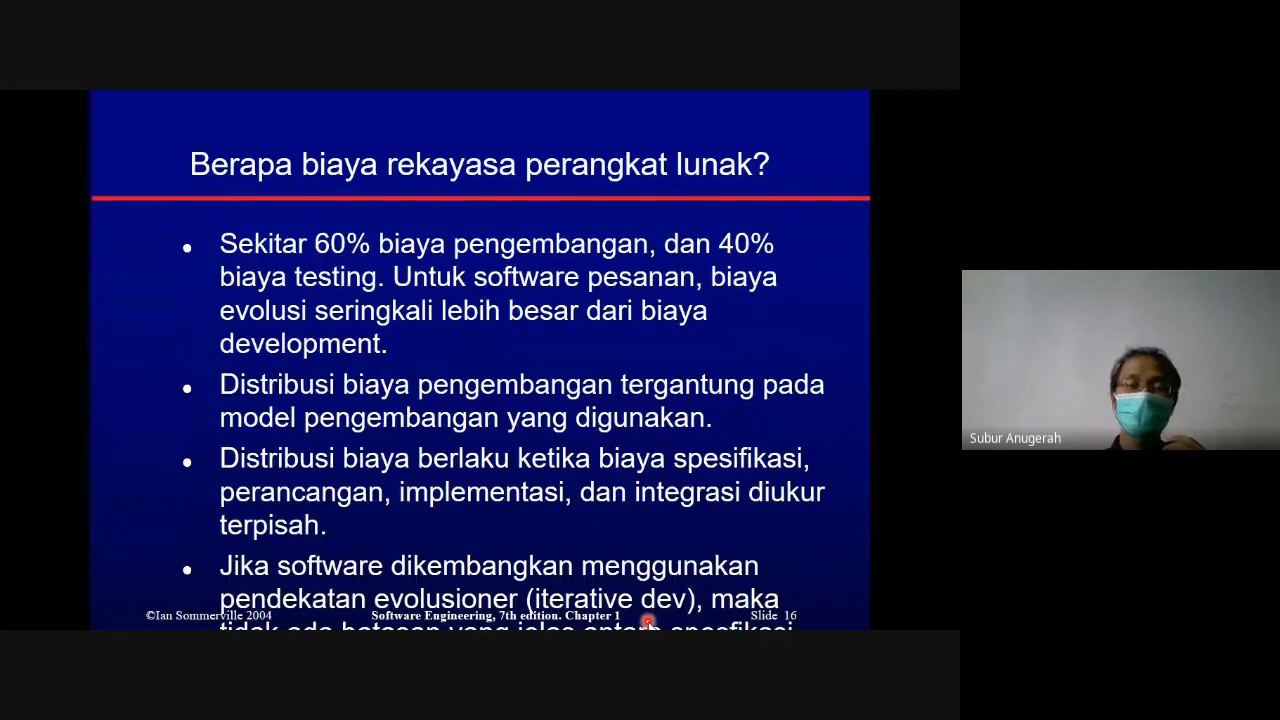 Berapa biaya rekayasa perangkat lunak?
Sekitar 60% biaya pengembangan, dan 40%
biaya testing. Untuk software pesanan, biaya
evolusi seringkali lebih besar dari biaya
development.
Distribusi biaya pengembangan tergantung pada
model pengembangan yang digunakan.
Distribusi biaya berlaku ketika biaya spesifikasi,
perancangan, implementasi, dan integrasi diukur
terpisah.
Jika software dikembangkan menggunakan
pendekatan evolusioner (iterative dev), maka
tidak ada batasan yang jelas antara spesfikasi
©Ian Sommerville 2004
Software Engineering, 7th edition. Chapter 1
Slide 16
Subur Anugerah